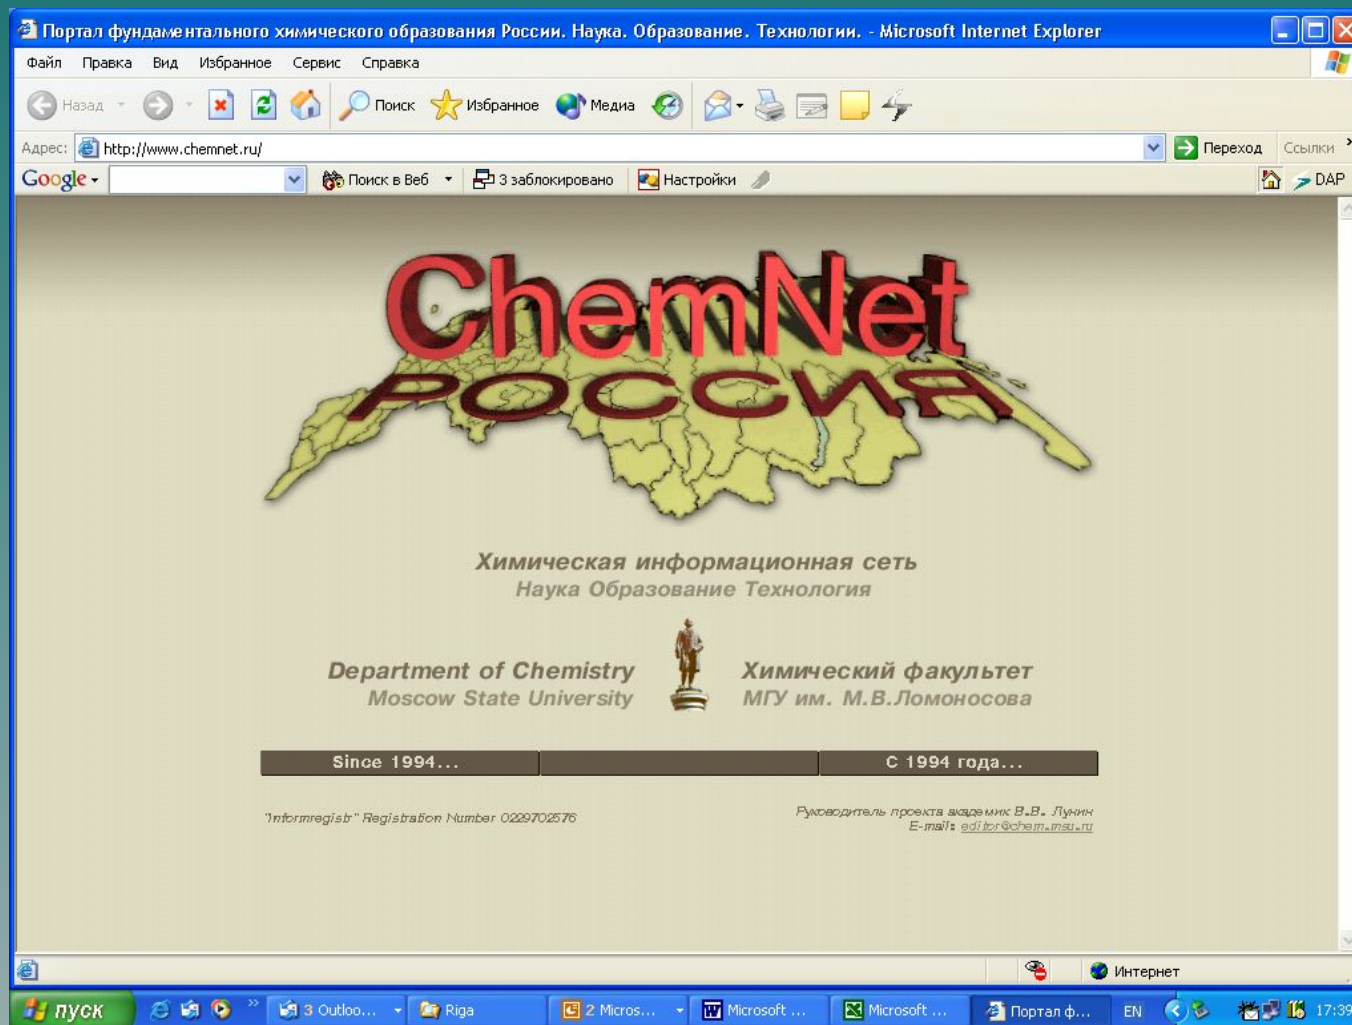 Портал фундаментального химического образования России. Наука. Образование. Технологии. - Microsoft Internet Explorer
Файл Правка Вид Избранное Сервис Справка
Назад Поиск Избранное Медиа
Адрес: http://www.chemnet.ru/ Переход Ссылки
Google Поиск в Веб 3 заблокировано Настройки DAP
ChemNet
РОССИЯ
Химическая информационная сеть
Наука Образование Технология
Department of Chemistry Химический факультет
Moscow State University МГУ им. М.В.Ломоносова
Since 1994... С 1994 года...
"Informregistr" Registration Number 0229702576 Руководитель проекта академик В.В. Лунин
E-mail: editor@chem.msu.ru
Интернет
пуск 3 Outloo... Riga 2 Micros... Microsoft ... Microsoft ... Портал ф... EN 17:39